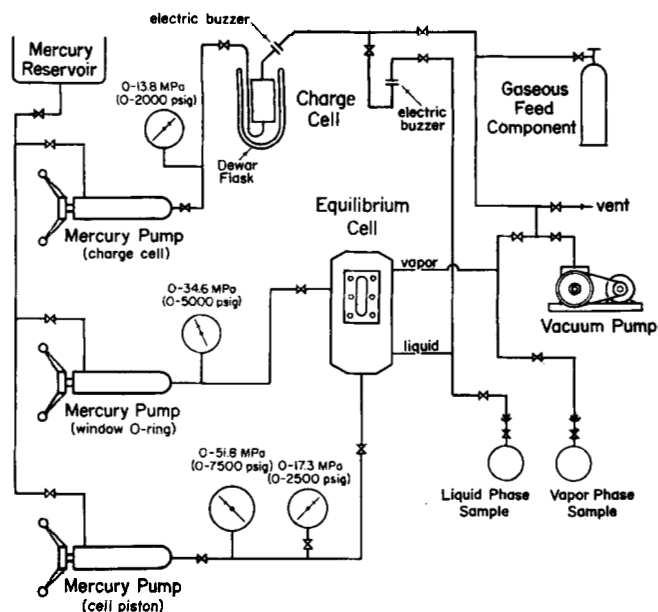 electric buzzer
Mercury
Reservoir
0-13.8 MPa
(0-2000 psig)
Charge
Cell
electric
buzzer
Gaseous
Feed
Component
Dewar
Flask
Mercury Pump
(charge cell)
Equilibrium
Cell
vent
vapor
Vacuum Pump
0-34.6 MPa
(0-5000 psig)
liquid
Mercury Pump
(window O-ring)
0-51.8 MPa
(0-7500 psig)
0-17.3 MPa
(0-2500 psig)
Liquid Phase
Sample
Vapor Phase
Sample
Mercury Pump
(cell piston)